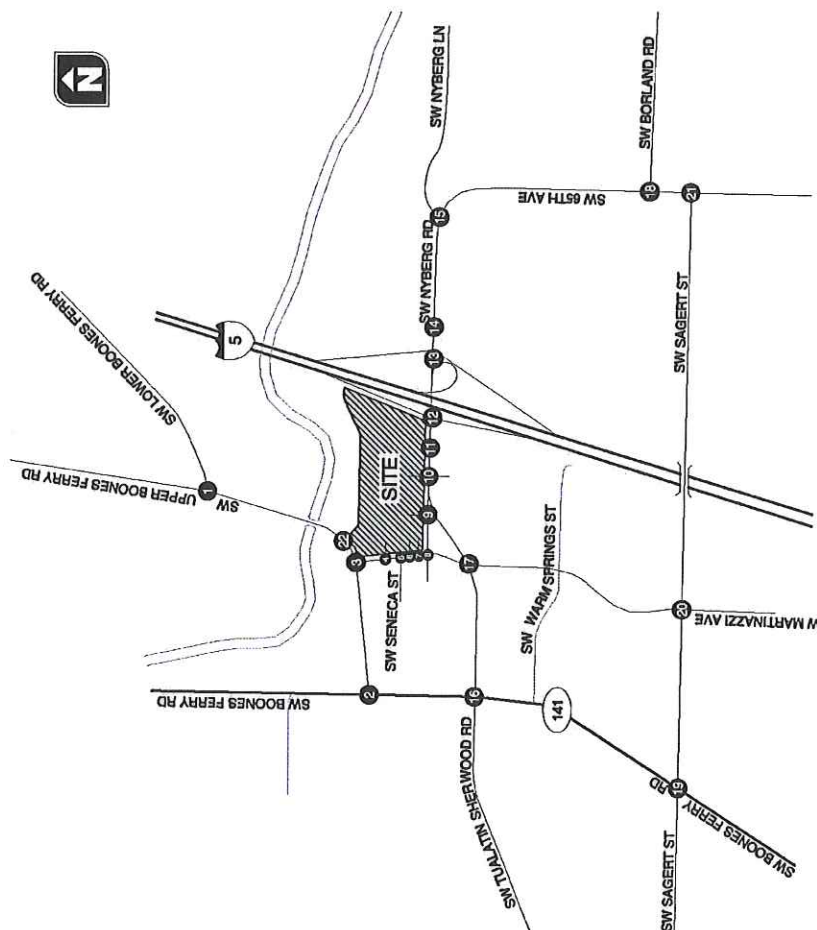 N
SW NYBERG LN
SW LOWER BOONES FERRY RD
SW BORLAND RD
SW UPPER BOONES FERRY RD
5
1
SW 65TH AVE
18
21
15
SW NYBERG RD
14
13
12
11
10
9
SITE
22
3
4
7
8
SW SENECA ST
17
SW SAGERT ST
SW WARM SPRINGS ST
SW BOONES FERRY RD
2
16
20
W MARTINAZZI AVE
SW TUALATIN SHERWOOD RD
141
19
SW BOONES FERRY
RD
SW SAGERT ST